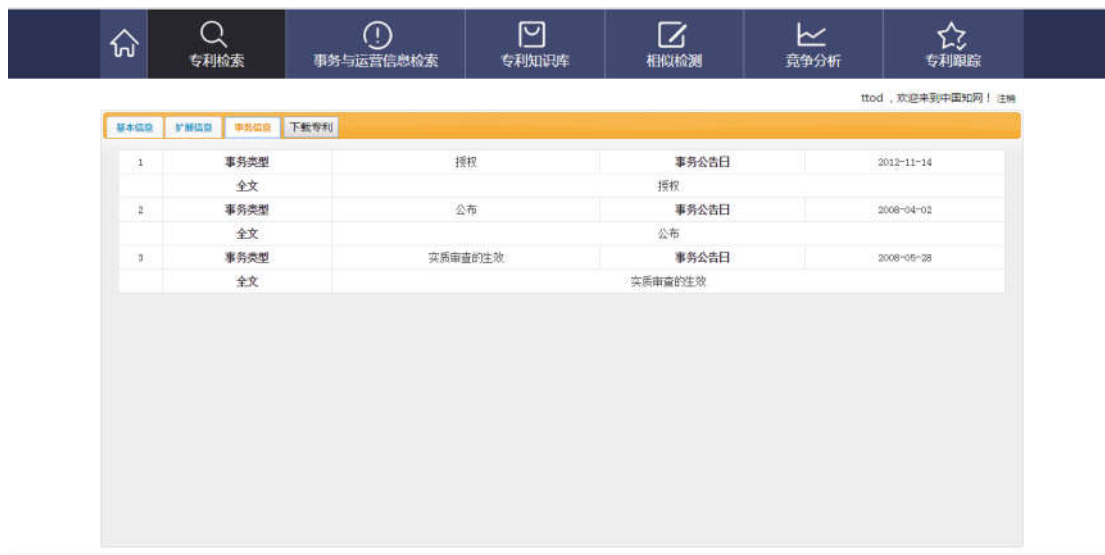 专利检索 事务与运营信息检索 专利知识库 相似检测 竞争分析 专利跟踪
ttod ，欢迎来到中国知网！ 注销
基本信息 扩展信息 事务信息 下载专利
1 事务类型 授权 事务公告日 2012-11-14
全文 授权
2 事务类型 公布 事务公告日 2008-04-02
全文 公布
3 事务类型 实质审查的生效 事务公告日 2008-05-28
全文 实质审查的生效